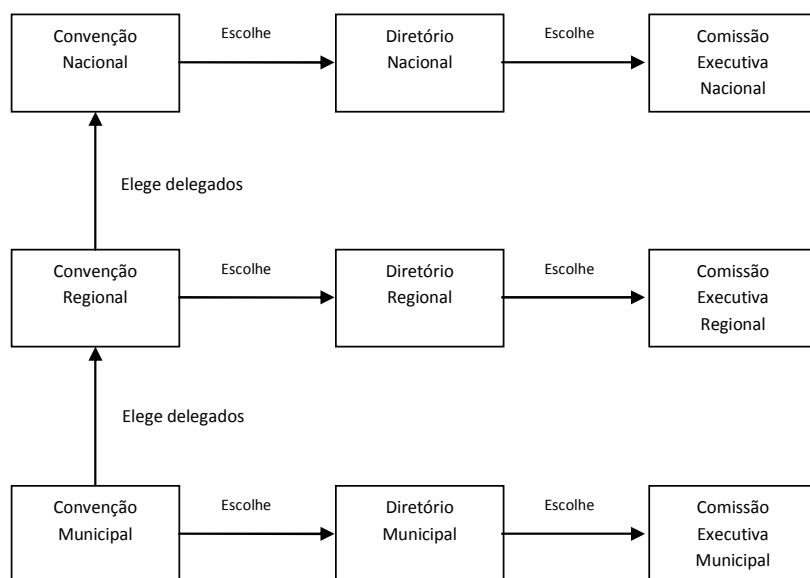 Convenção
Nacional
Escolhe
Diretório
Nacional
Escolhe
Comissão
Executiva
Nacional
Elege delegados
Convenção
Regional
Escolhe
Diretório
Regional
Escolhe
Comissão
Executiva
Regional
Elege delegados
Convenção
Municipal
Escolhe
Diretório
Municipal
Escolhe
Comissão
Executiva
Municipal